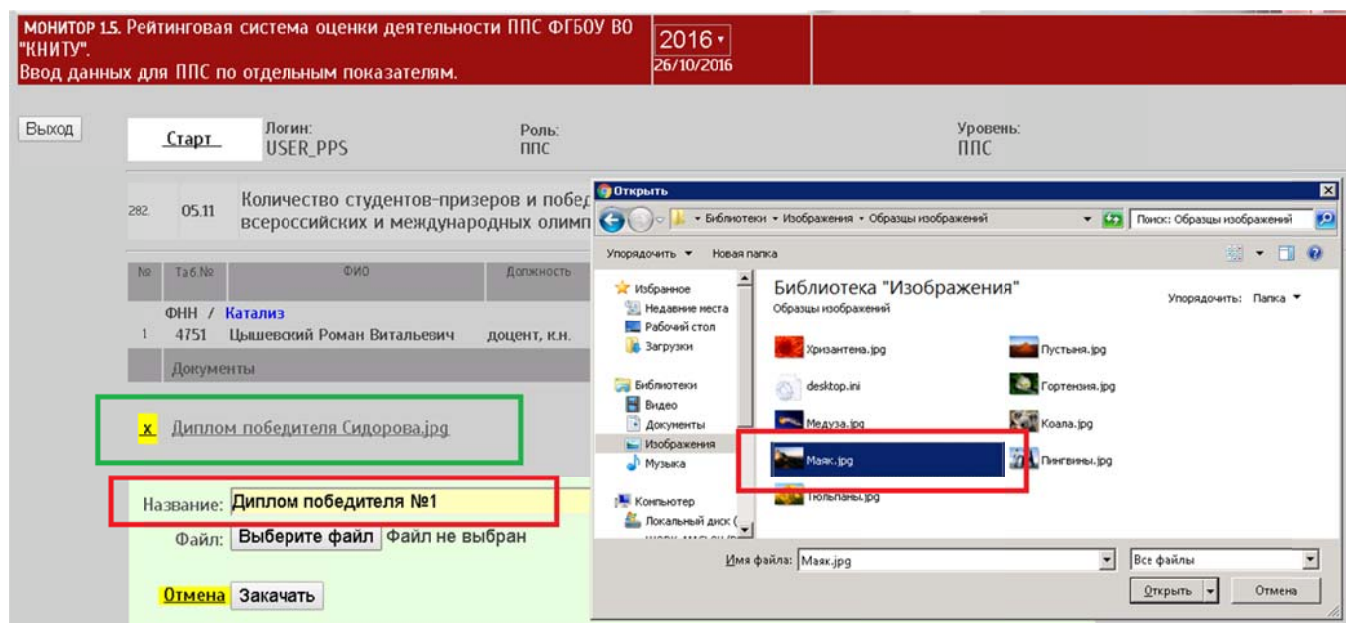 МОНИТОР 1.5. Рейтинговая система оценки деятельности ППС ФГБОУ ВО
"КНИТУ".
Ввод данных для ППС по отдельным показателям.
2016
26/10/2016
Выход
Старт
Логин:
USER_PPS
Роль:
ППС
Уровень:
ППС
282. 05.11 Количество студентов-призеров и побед
всероссийских и международных олимп
№ Таб.№ ФИО Должность
ФНН / Катализ
1 4751 Цышевский Роман Витальевич доцент, к.н.
Документы
x Диплом победителя Сидорова.jpg
Название: Диплом победителя №1
Файл: Выберите файл Файл не выбран
Отмена Закачать
Открыть
Библиотеки Изображения Образцы изображений
Поиск: Образцы изображений
Упорядочить Новая папка
Избранное
Недавние места
Рабочий стол
Загрузки
Библиотеки
Видео
Документы
Изображения
Музыка
Компьютер
Локальный диск (
Библиотека "Изображения"
Образцы изображений
Упорядочить: Папка
Хризантема.jpg
Пустыня.jpg
desktop.ini
Гортензия.jpg
Медуза.jpg
Коала.jpg
Маяк.jpg
Пингвины.jpg
Тюльпаны.jpg
Имя файла: Маяк.jpg
Все файлы
Открыть
Отмена